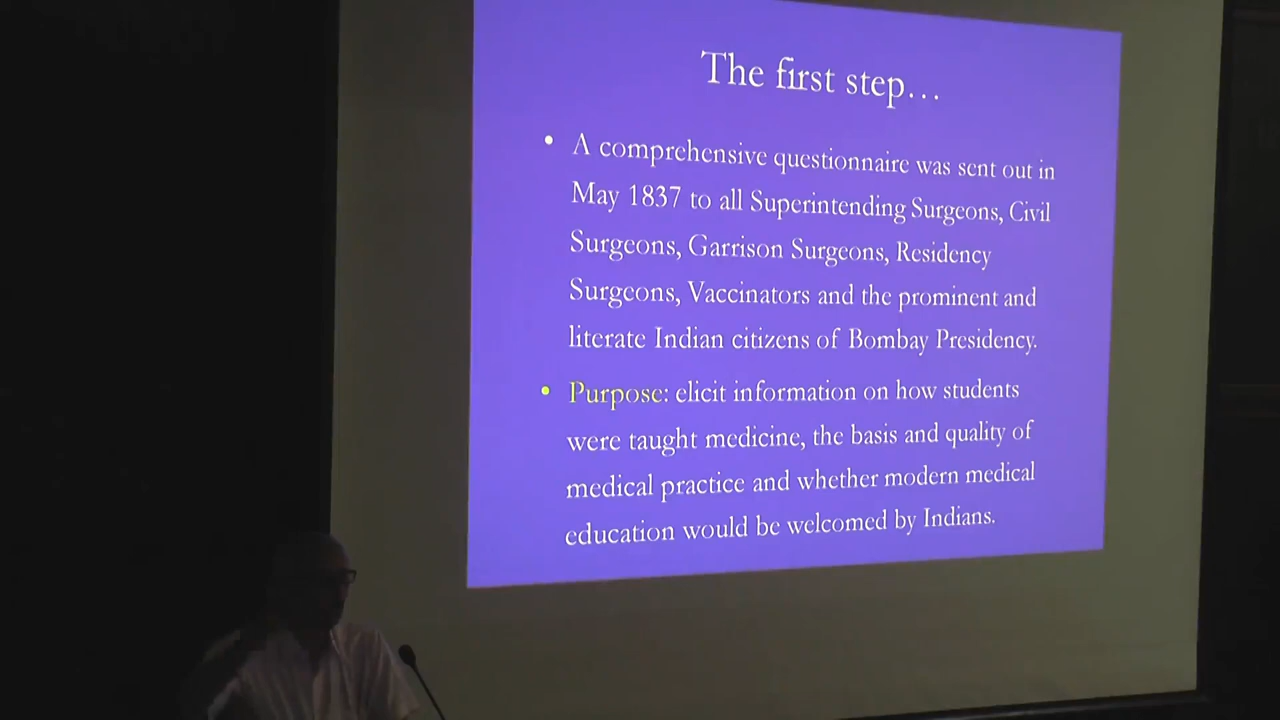 The first step…
• A comprehensive questionnaire was sent out in
May 1837 to all Superintending Surgeons, Civil
Surgeons, Garrison Surgeons, Residency
Surgeons, Vaccinators and the prominent and
literate Indian citizens of Bombay Presidency.
• Purpose: elicit information on how students
were taught medicine, the basis and quality of
medical practice and whether modern medical
education would be welcomed by Indians.